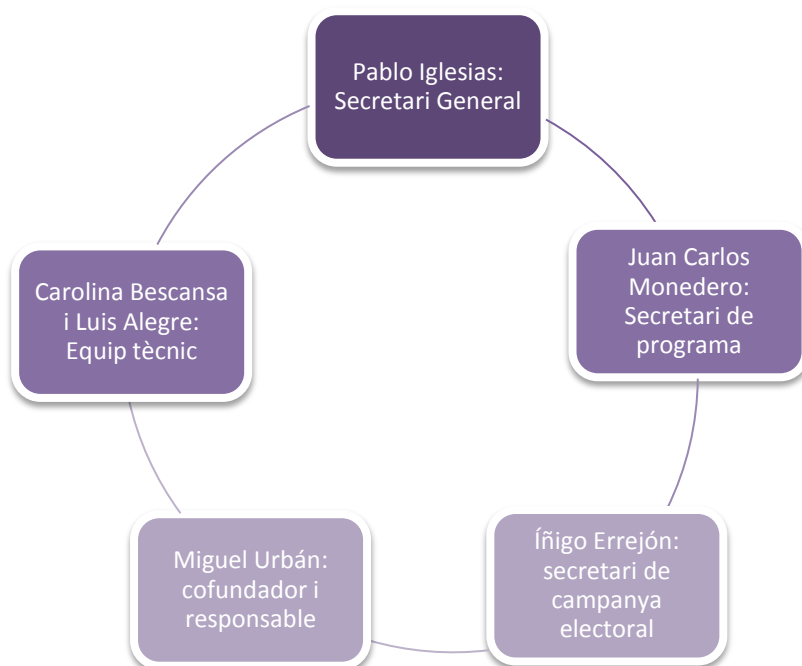 Pablo Iglesias:
Secretari General
Juan Carlos
Monedero:
Secretari de
programa
Íñigo Errejón:
secretari de
campanya
electoral
Miguel Urbán:
cofundador i
responsable
Carolina Bescansa
i Luis Alegre:
Equip tècnic